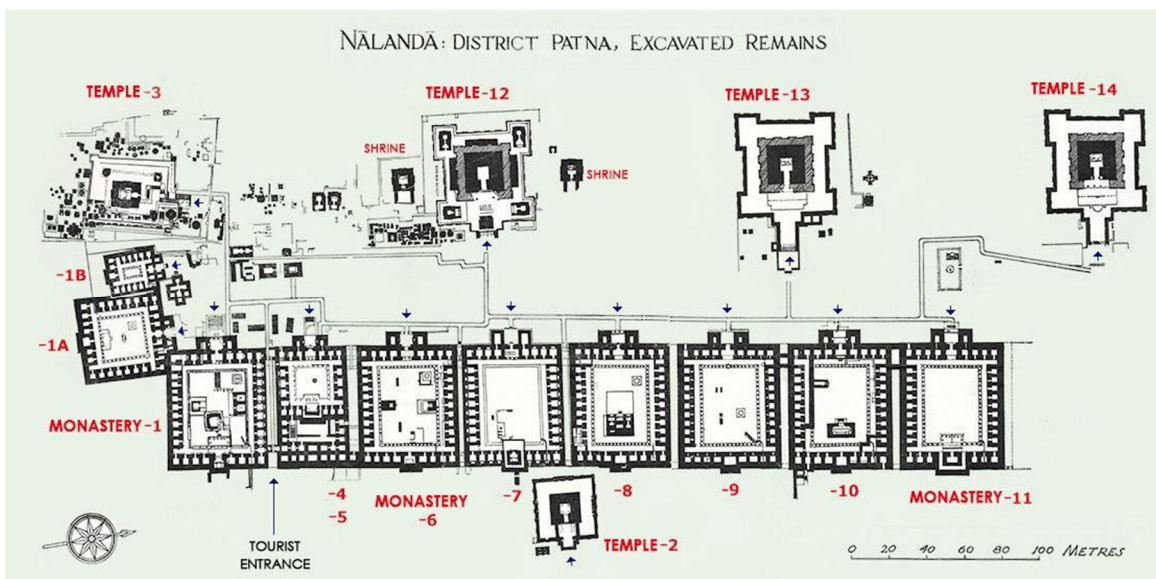 NĀLANDĀ: DISTRICT PATNA, EXCAVATED REMAINS
TEMPLE -3
TEMPLE -12
TEMPLE -13
TEMPLE -14
SHRINE
SHRINE
-1B
-1A
MONASTERY -1
-4
-5
MONASTERY
-6
-7
-8
-9
-10
MONASTERY -11
TEMPLE -2
TOURIST
ENTRANCE
0 20 40 60 80 100 METRES